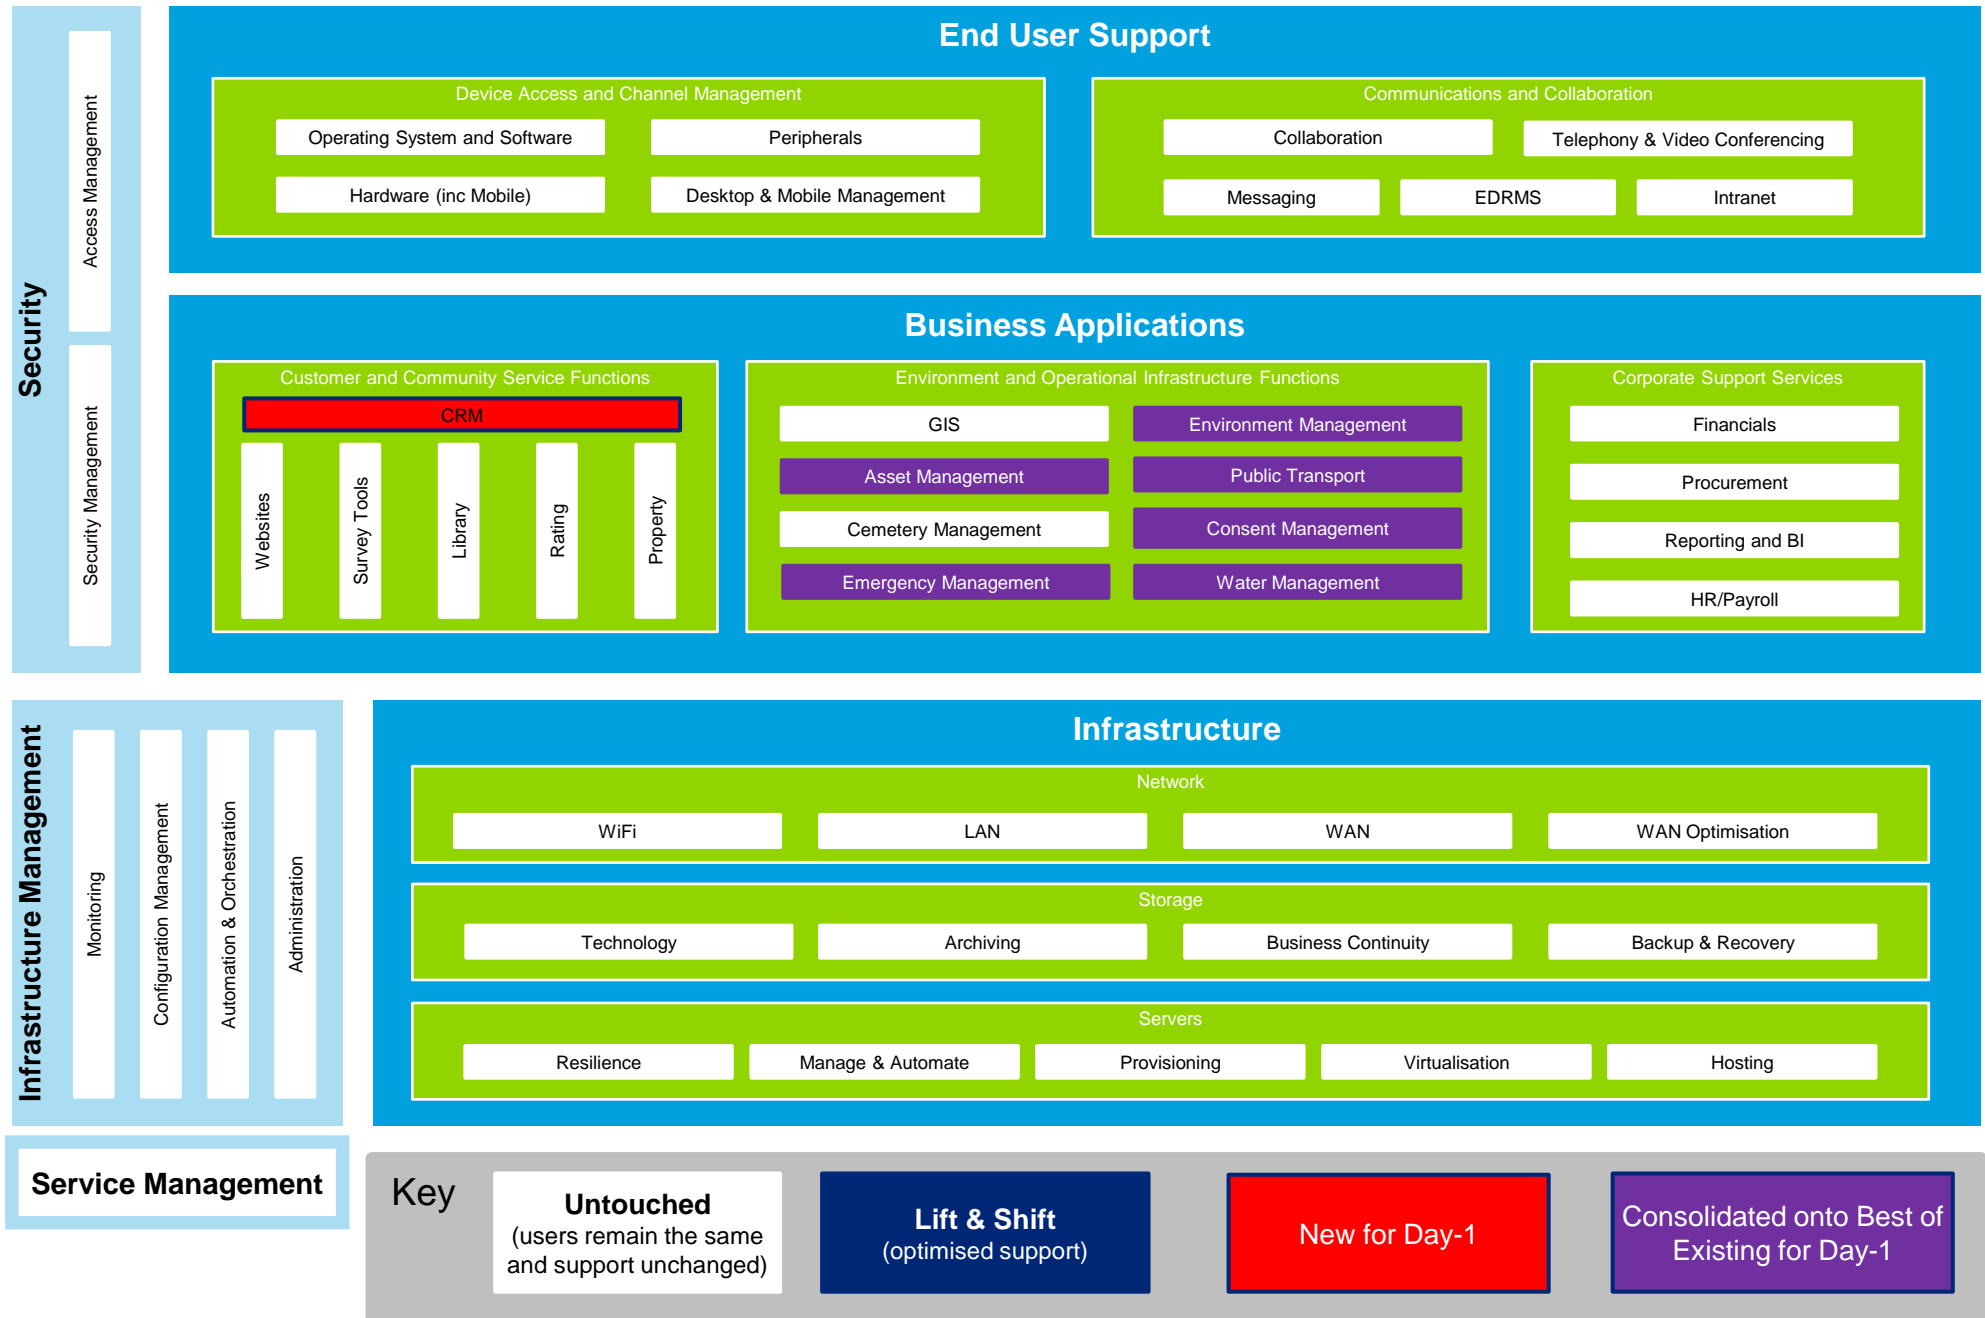 Security
Access Management
Security Management
End User Support
Device Access and Channel Management
Operating System and Software
Peripherals
Hardware (inc Mobile)
Desktop & Mobile Management
Communications and Collaboration
Collaboration
Telephony & Video Conferencing
Messaging
EDRMS
Intranet
Business Applications
Customer and Community Service Functions
CRM
Websites
Survey Tools
Library
Rating
Property
Environment and Operational Infrastructure Functions
GIS
Environment Management
Asset Management
Public Transport
Cemetery Management
Consent Management
Emergency Management
Water Management
Corporate Support Services
Financials
Procurement
Reporting and BI
HR/Payroll
Infrastructure Management
Monitoring
Configuration Management
Automation & Orchestration
Administration
Infrastructure
Network
WiFi
LAN
WAN
WAN Optimisation
Storage
Technology
Archiving
Business Continuity
Backup & Recovery
Servers
Resilience
Manage & Automate
Provisioning
Virtualisation
Hosting
Service Management
Key
Untouched
(users remain the same
and support unchanged)
Lift & Shift
(optimised support)
New for Day-1
Consolidated onto Best of
Existing for Day-1